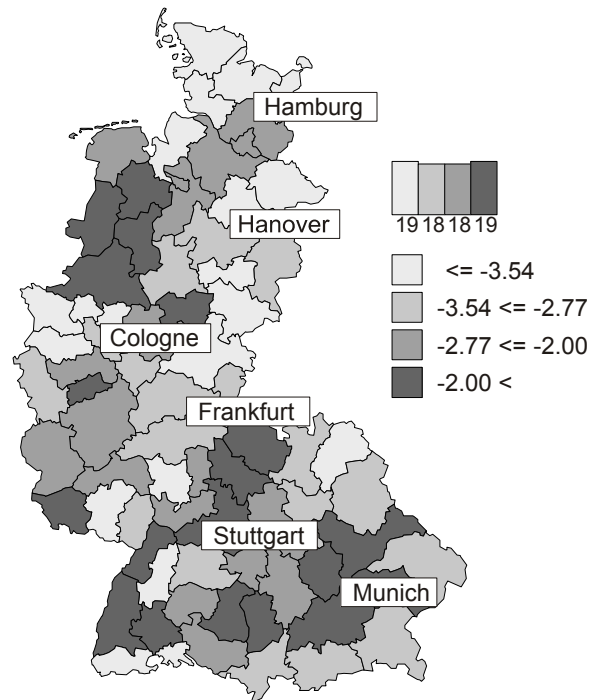 Hamburg
Hanover
19 18 18 19
<= -3.54
-3.54 <= -2.77
Cologne
-2.77 <= -2.00
-2.00 <
Frankfurt
Stuttgart
Munich